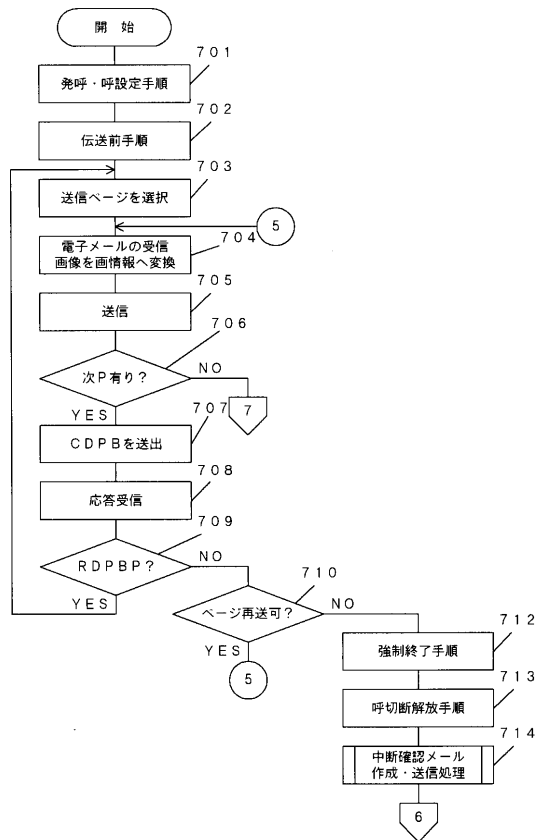 開 始
701
発呼・呼設定手順
702
伝送前手順
703
送信ページを選択
5
704
電子メールの受信
画像を画情報へ変換
705
送信
706
次P有り？
NO
7
YES
707
CDPBを送出
708
応答受信
709
RDPBP？
NO
YES
710
ページ再送可？
NO
YES
5
712
強制終了手順
713
呼切断解放手順
714
中断確認メール
作成・送信処理
6